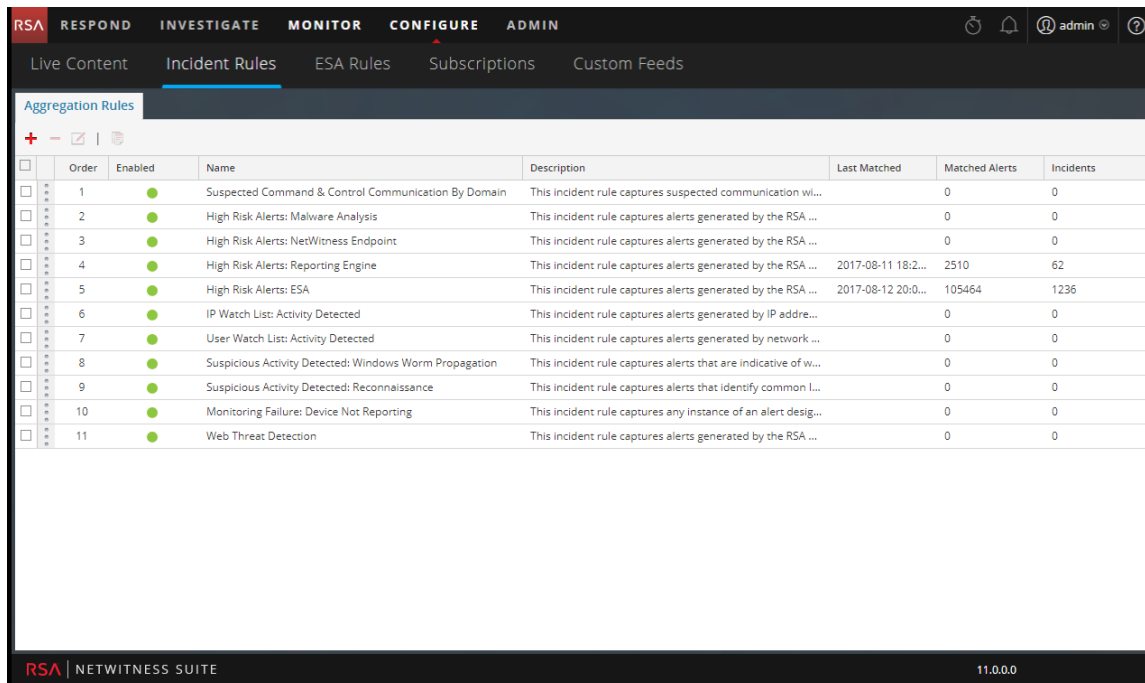 RSA RESPOND INVESTIGATE MONITOR CONFIGURE ADMIN admin ?
Live Content Incident Rules ESA Rules Subscriptions Custom Feeds
Aggregation Rules
Order Enabled Name Description Last Matched Matched Alerts Incidents
1 Suspected Command & Control Communication By Domain This incident rule captures suspected communication wi... 0 0
2 High Risk Alerts: Malware Analysis This incident rule captures alerts generated by the RSA ... 0 0
3 High Risk Alerts: NetWitness Endpoint This incident rule captures alerts generated by the RSA ... 0 0
4 High Risk Alerts: Reporting Engine This incident rule captures alerts generated by the RSA ... 2017-08-11 18:2... 2510 62
5 High Risk Alerts: ESA This incident rule captures alerts generated by the RSA ... 2017-08-12 20:0... 105464 1236
6 IP Watch List: Activity Detected This incident rule captures alerts generated by IP addre... 0 0
7 User Watch List: Activity Detected This incident rule captures alerts generated by network ... 0 0
8 Suspicious Activity Detected: Windows Worm Propagation This incident rule captures alerts that are indicative of w... 0 0
9 Suspicious Activity Detected: Reconnaissance This incident rule captures alerts that identify common I... 0 0
10 Monitoring Failure: Device Not Reporting This incident rule captures any instance of an alert desig... 0 0
11 Web Threat Detection This incident rule captures alerts generated by the RSA ... 0 0
RSA NETWITNESS SUITE 11.0.0.0